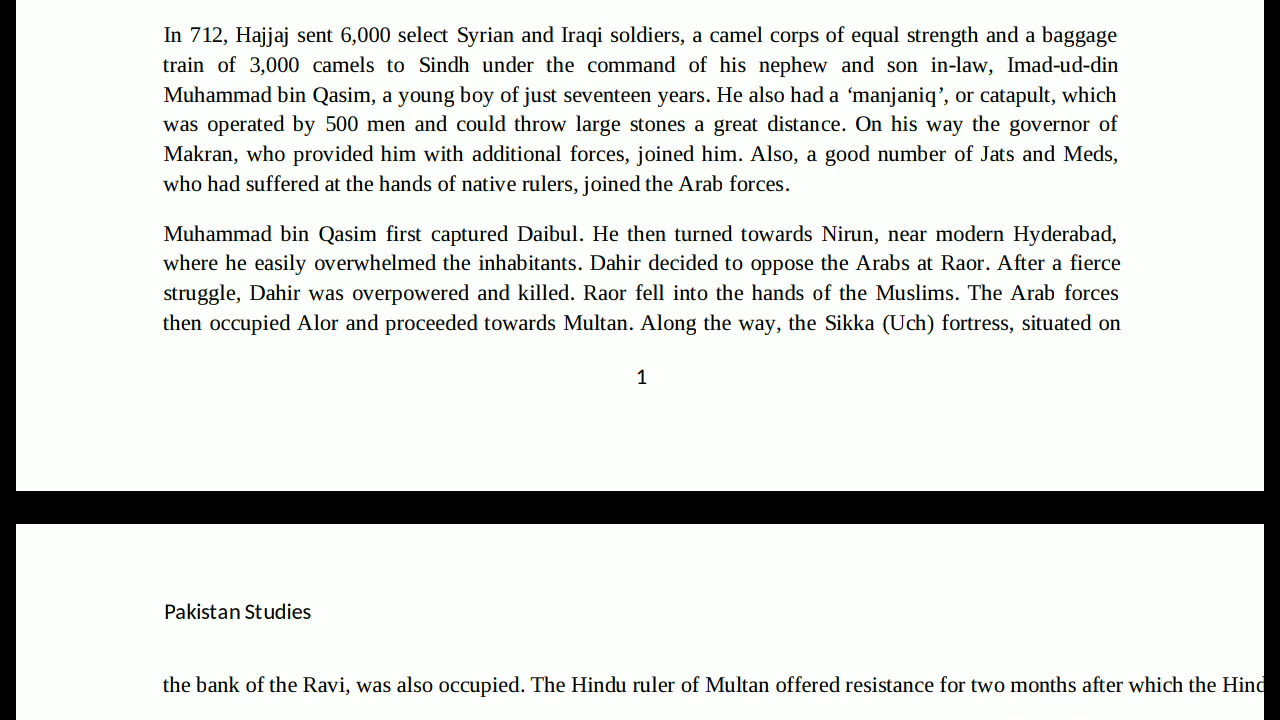 In 712, Hajjaj sent 6,000 select Syrian and Iraqi soldiers, a camel corps of equal strength and a baggage
train of 3,000 camels to Sindh under the command of his nephew and son in-law, Imad-ud-din
Muhammad bin Qasim, a young boy of just seventeen years. He also had a ‘manjaniq’, or catapult, which
was operated by 500 men and could throw large stones a great distance. On his way the governor of
Makran, who provided him with additional forces, joined him. Also, a good number of Jats and Meds,
who had suffered at the hands of native rulers, joined the Arab forces.
Muhammad bin Qasim first captured Daibul. He then turned towards Nirun, near modern Hyderabad,
where he easily overwhelmed the inhabitants. Dahir decided to oppose the Arabs at Raor. After a fierce
struggle, Dahir was overpowered and killed. Raor fell into the hands of the Muslims. The Arab forces
then occupied Alor and proceeded towards Multan. Along the way, the Sikka (Uch) fortress, situated on
1
Pakistan Studies
the bank of the Ravi, was also occupied. The Hindu ruler of Multan offered resistance for two months after which the